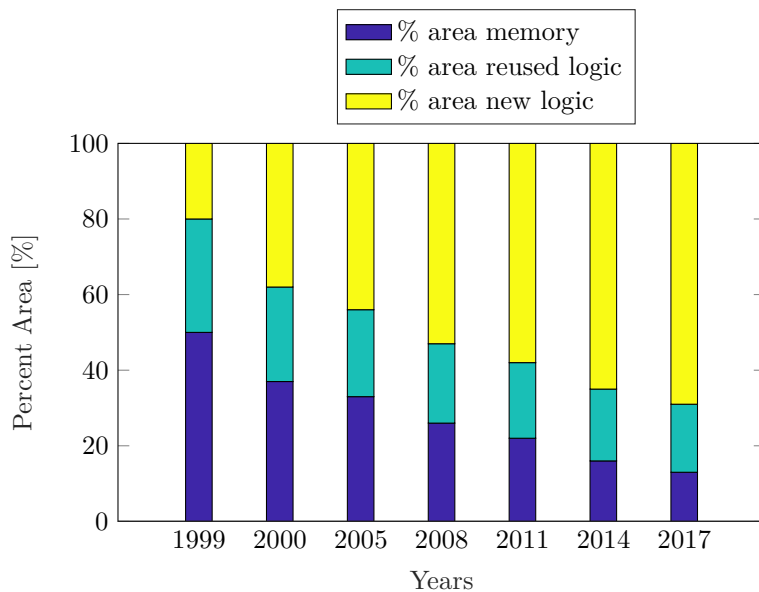 % area memory
% area reused logic
% area new logic
100
80
60
40
20
0
Percent Area [%]
1999 2000 2005 2008 2011 2014 2017
Years